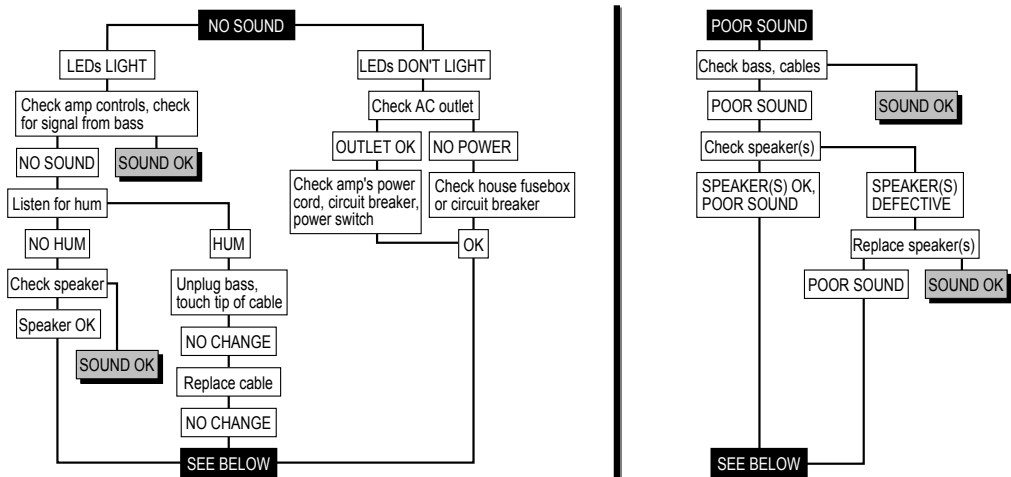 NO SOUND
LEDs LIGHT
Check amp controls, check
for signal from bass
NO SOUND
SOUND OK
Listen for hum
NO HUM
Check speaker
Speaker OK
SOUND OK
HUM
Unplug bass,
touch tip of cable
NO CHANGE
Replace cable
NO CHANGE
LEDs DON'T LIGHT
Check AC outlet
OUTLET OK
NO POWER
Check amp's power
cord, circuit breaker,
power switch
Check house fusebox
or circuit breaker
OK
SEE BELOW
POOR SOUND
Check bass, cables
POOR SOUND
SOUND OK
Check speaker(s)
SPEAKER(S) OK,
POOR SOUND
SPEAKER(S)
DEFECTIVE
Replace speaker(s)
POOR SOUND
SOUND OK
SEE BELOW